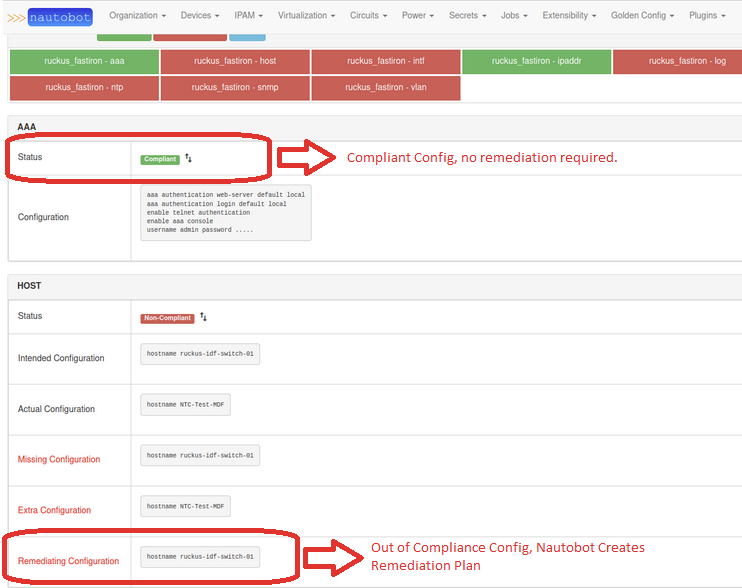 >>> nautobot Organization Devices IPAM Virtualization Circuits Power Secrets Jobs Extensibility Golden Config Plugins
ruckus_fastiron - aaa ruckus_fastiron - host ruckus_fastiron - intf ruckus_fastiron - ipaddr ruckus_fastiron - log
ruckus_fastiron - ntp ruckus_fastiron - snmp ruckus_fastiron - vlan
AAA
Status Compliant
Compliant Config, no remediation required.
Configuration
aaa authentication web-server default local
aaa authentication login default local
enable telnet authentication
enable aaa console
username admin password .....
HOST
Status Non-Compliant
Intended Configuration hostname ruckus-idf-switch-01
Actual Configuration hostname NTC-Test-MDF
Missing Configuration hostname ruckus-idf-switch-01
Extra Configuration hostname NTC-Test-MDF
Remediating Configuration hostname ruckus-idf-switch-01
Out of Compliance Config, Nautobot Creates
Remediation Plan